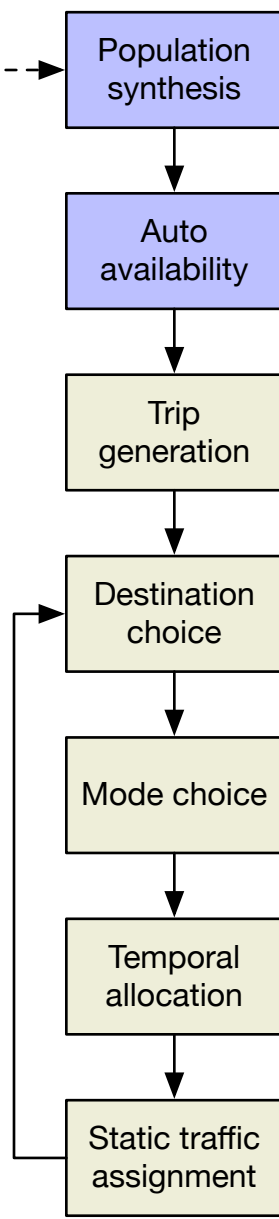 Population
synthesis
Auto
availability
Trip
generation
Destination
choice
Mode choice
Temporal
allocation
Static traffic
assignment